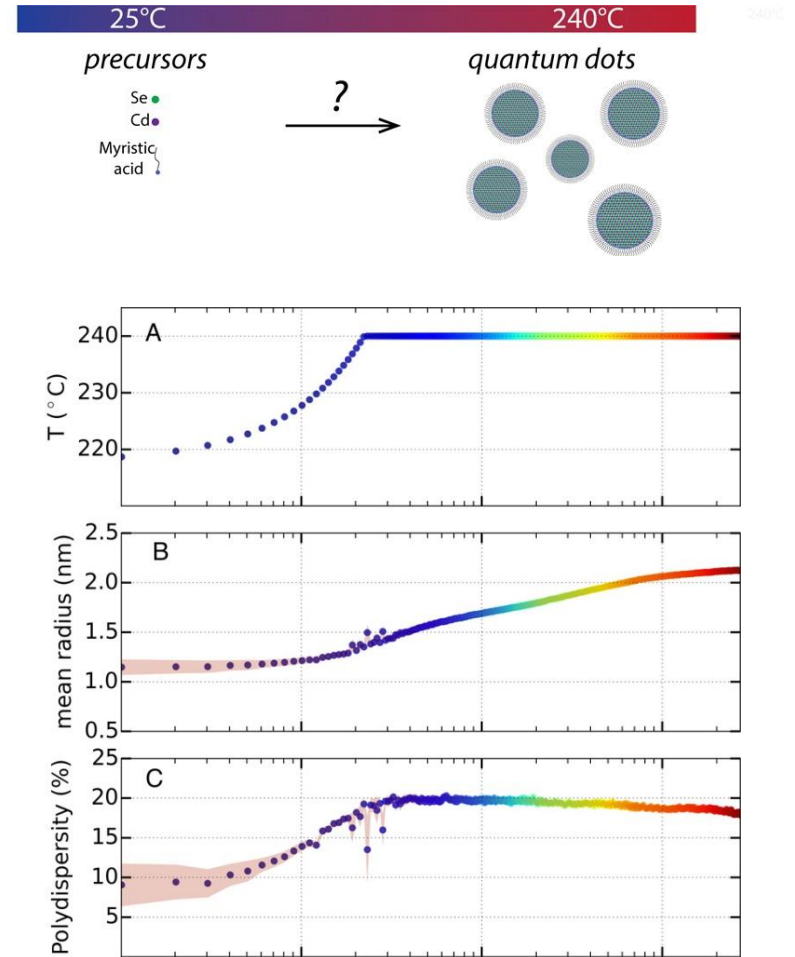 25°C 240°C 240°C
precursors quantum dots
Se
Cd
Myristic
acid
?
A
240
230
220
T (°C)
B
2.5
2.0
1.5
1.0
0.5
mean radius (nm)
C
25
20
15
10
5
Polydispersity (%)